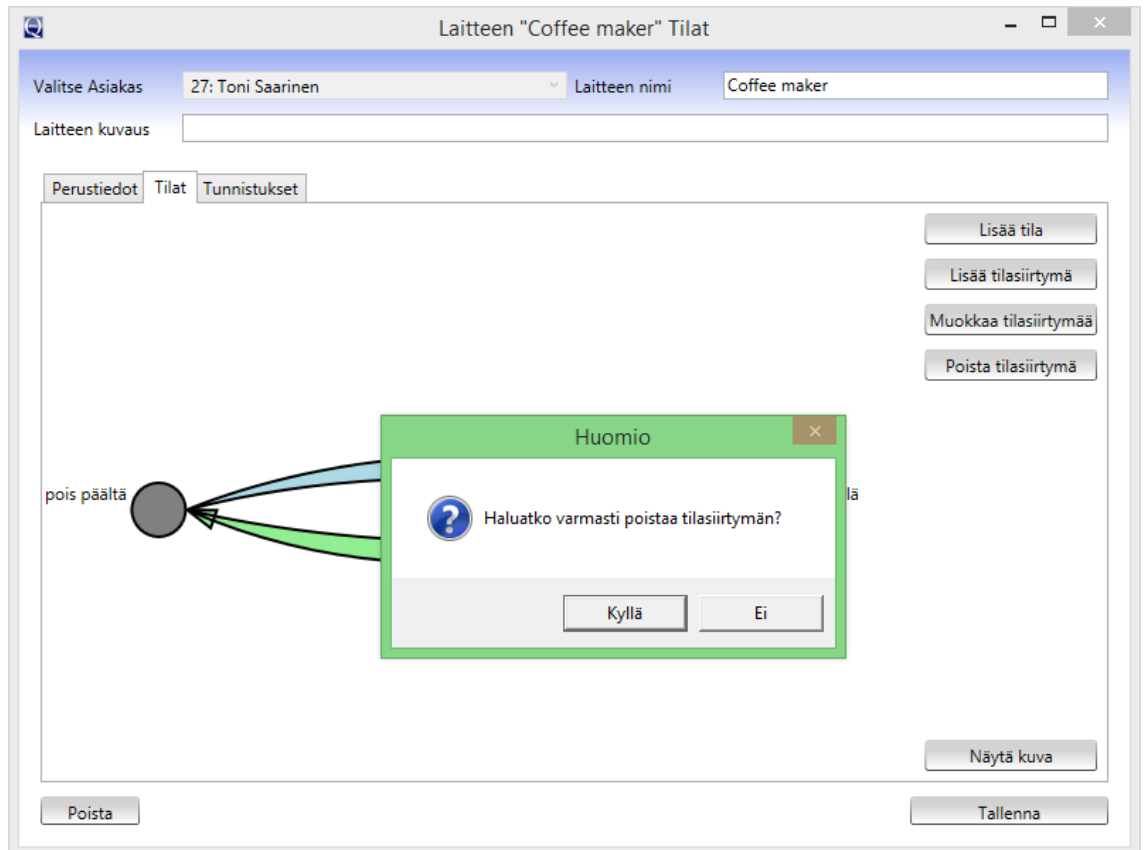 Laitteen "Coffee maker" Tilat
Valitse Asiakas 27: Toni Saarinen Laitteen nimi Coffee maker
Laitteen kuvaus
Perustiedot Tilat Tunnistukset
Lisää tila
Lisää tilasiirtymä
Muokkaa tilasiirtymää
Poista tilasiirtymä
Huomio
pois päältä
lä
Haluatko varmasti poistaa tilasiirtymän?
Kyllä Ei
Näytä kuva
Poista Tallenna